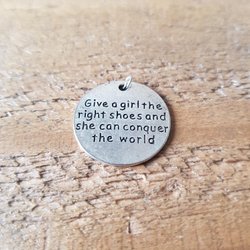 Give a girl the
right shoes and
she can conquer
the world